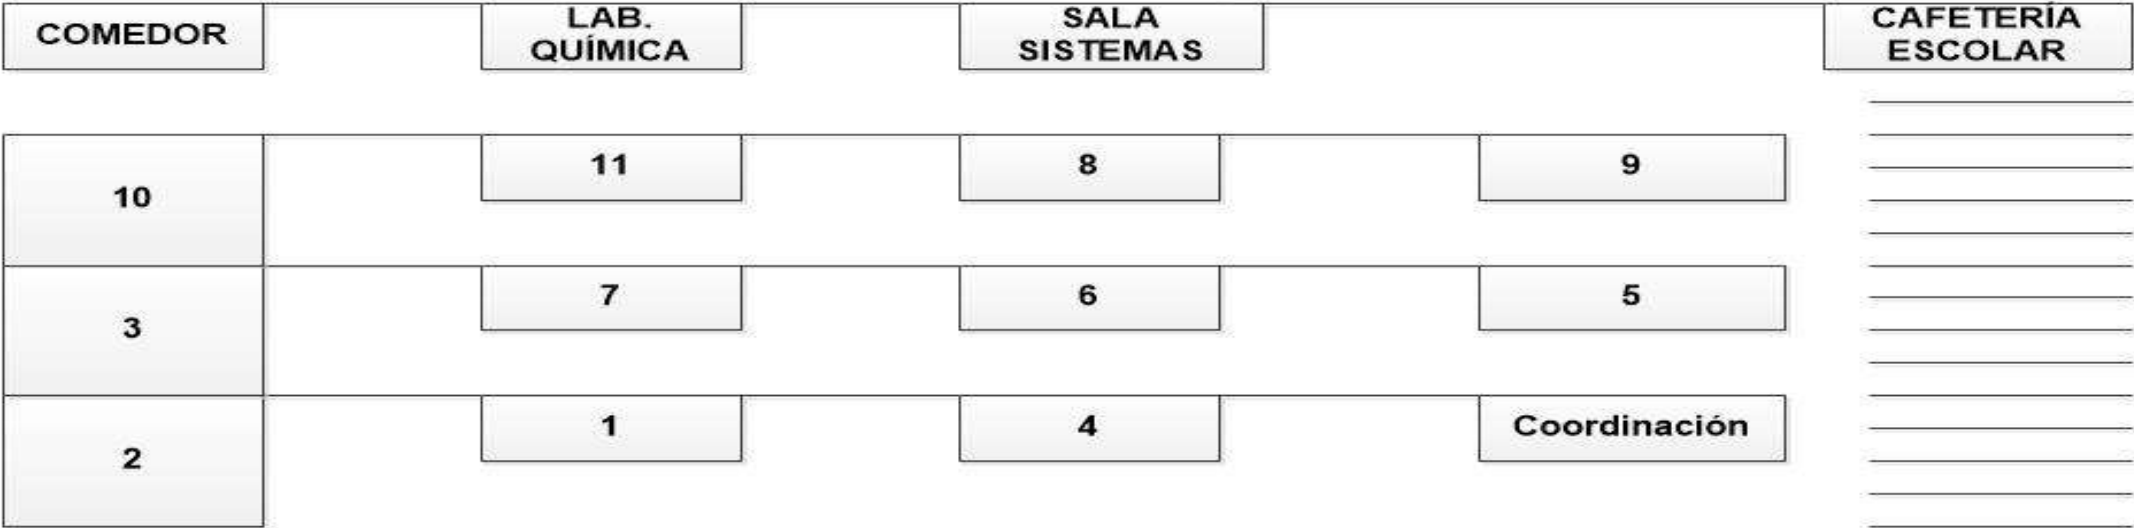 COMEDOR
LAB.
QUÍMICA
SALA
SISTEMAS
CAFETERÍA
ESCOLAR
10
11
8
9
3
7
6
5
2
1
4
Coordinación